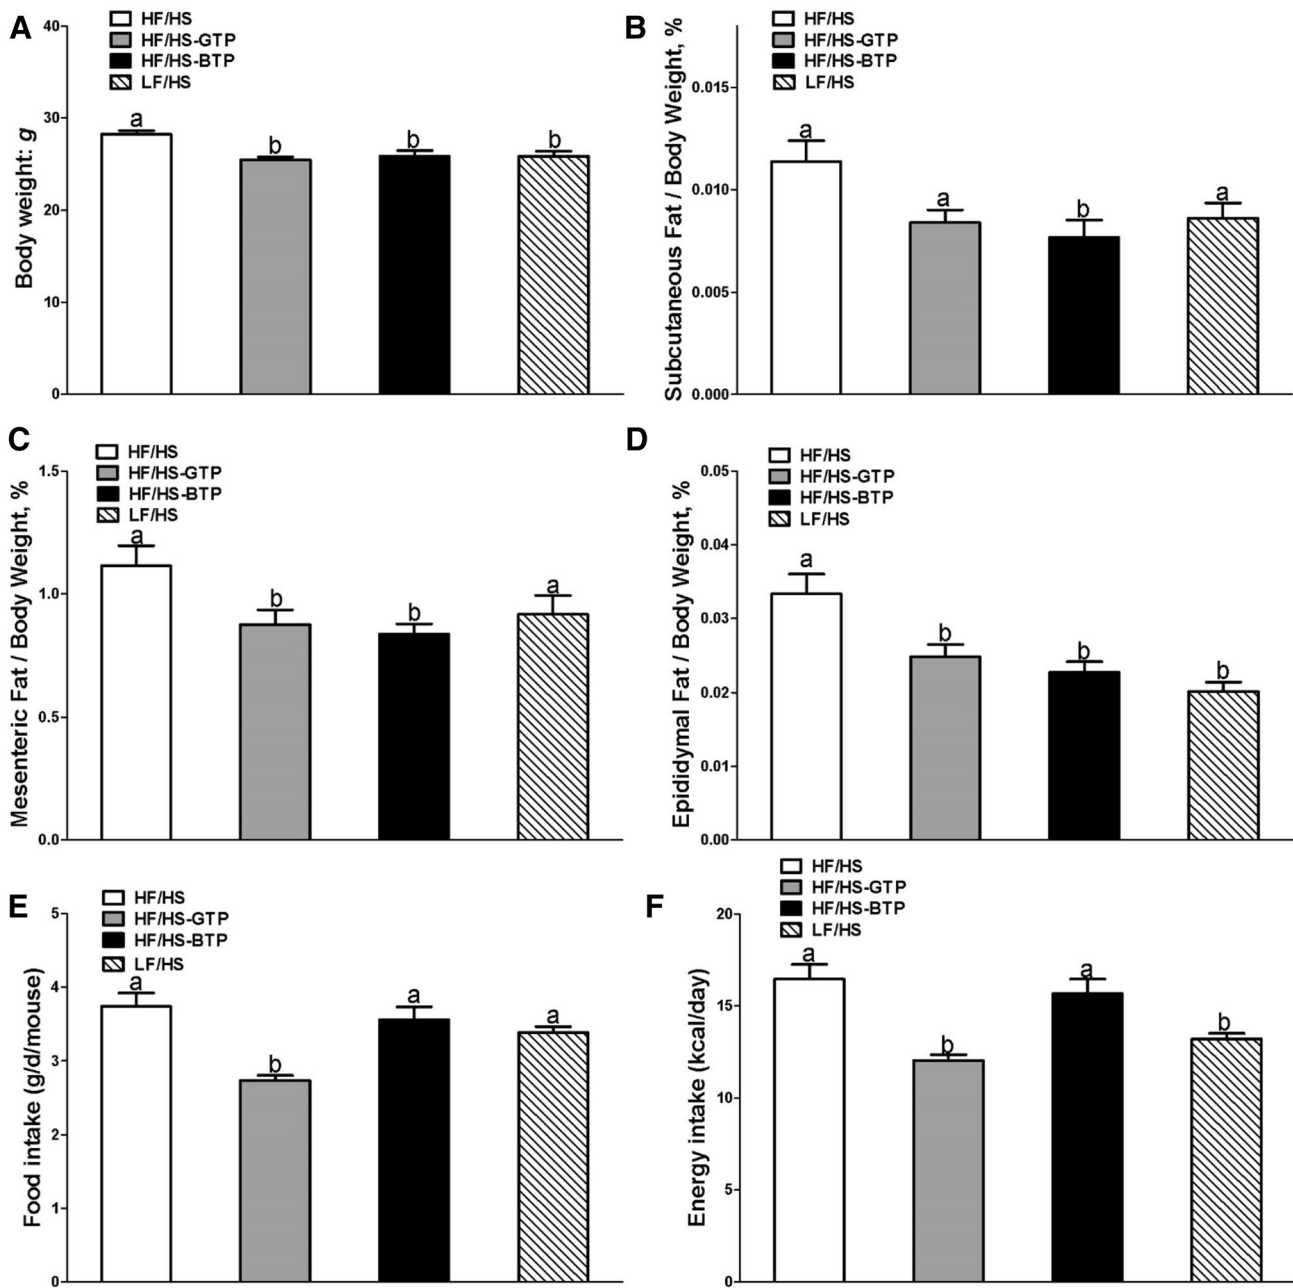 A
HF/HS
HF/HS-GTP
HF/HS-BTP
LF/HS
Body weight: g
40
30
20
10
0
a
b
b
b
B
HF/HS
HF/HS-GTP
HF/HS-BTP
LF/HS
Subcutaneous Fat / Body Weight, %
0.015
0.010
0.005
0.000
a
a
b
a
C
HF/HS
HF/HS-GTP
HF/HS-BTP
LF/HS
Mesenteric Fat / Body Weight, %
1.5
1.0
0.5
0.0
a
b
b
a
D
HF/HS
HF/HS-GTP
HF/HS-BTP
LF/HS
Epididymal Fat / Body Weight, %
0.05
0.04
0.03
0.02
0.01
0.00
a
b
b
b
E
HF/HS
HF/HS-GTP
HF/HS-BTP
LF/HS
Food intake (g/d/mouse)
5
4
3
2
1
0
a
b
a
a
F
HF/HS
HF/HS-GTP
HF/HS-BTP
LF/HS
Energy intake (kcal/day)
20
15
10
5
0
a
b
a
b